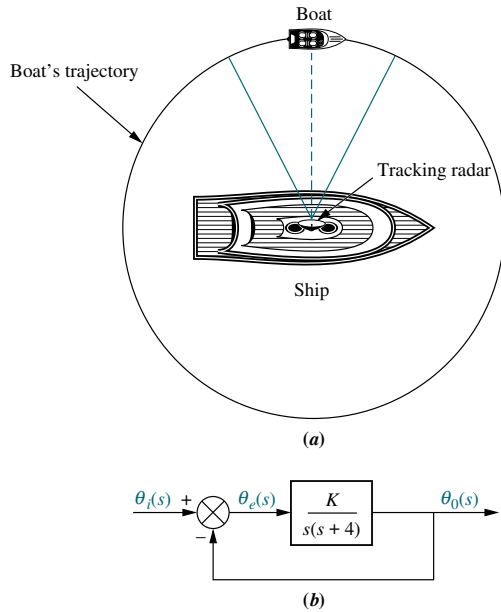 Boat
Boat's trajectory
Tracking radar
Ship
(a)
θi(s) + θe(s) K θ0(s)
s(s + 4)
−
(b)